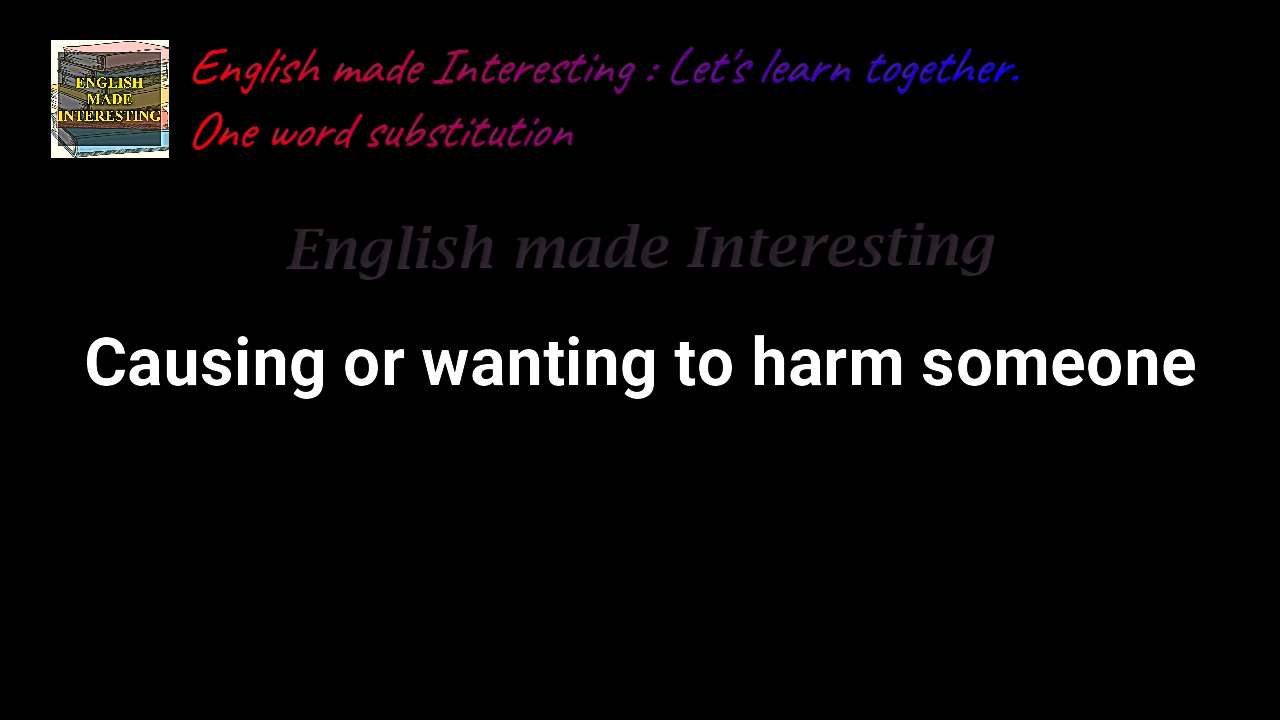 ENGLISH
MADE
INTERESTING
English made Interesting : Let's learn together.
One word substitution
English made Interesting
Causing or wanting to harm someone